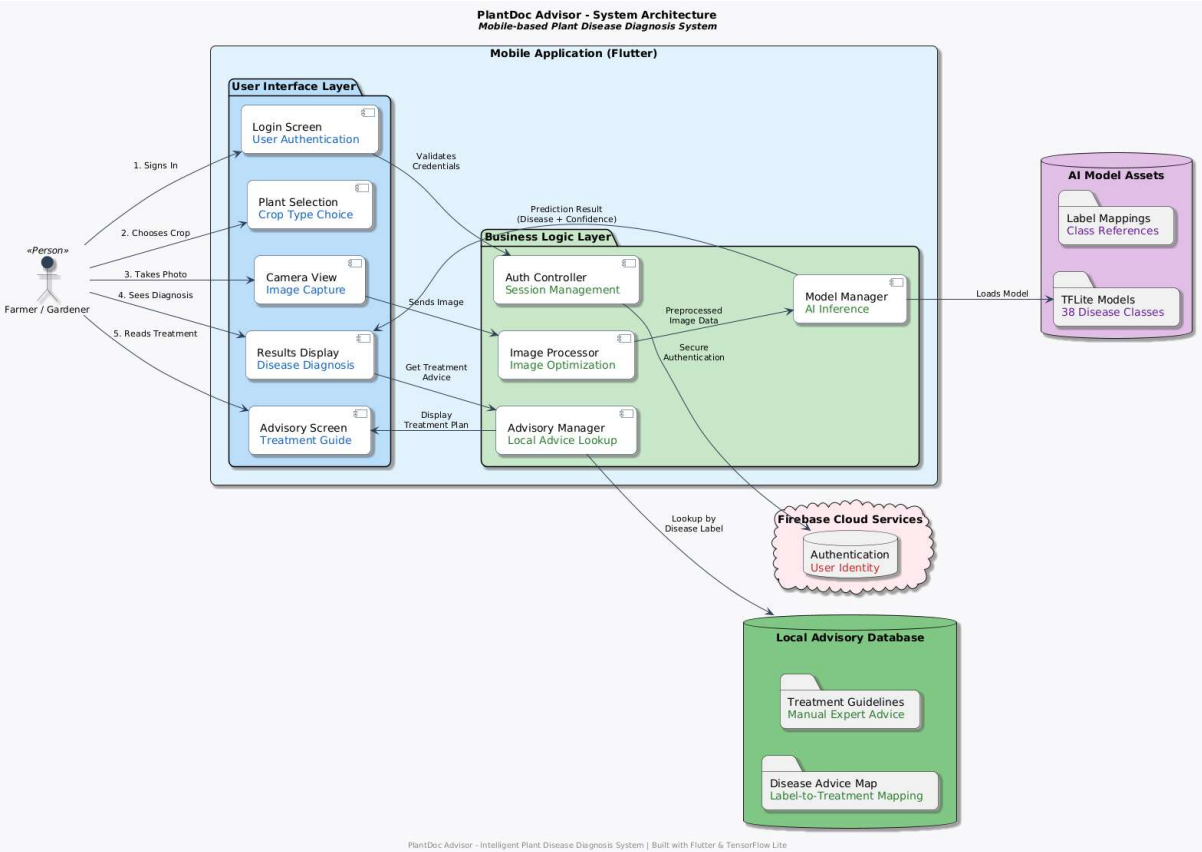 PlantDoc Advisor - System Architecture
Mobile-based Plant Disease Diagnosis System
Mobile Application (Flutter)
User Interface Layer
Login Screen
User Authentication
Plant Selection
Crop Type Choice
Camera View
Image Capture
Results Display
Disease Diagnosis
Advisory Screen
Treatment Guide
«Person»
Farmer / Gardener
1. Signs In
2. Chooses Crop
3. Takes Photo
4. Sees Diagnosis
5. Reads Treatment
Validates
Credentials
Prediction Result
(Disease + Confidence)
Sends Image
Get Treatment
Advice
Display
Treatment Plan
Business Logic Layer
Auth Controller
Session Management
Image Processor
Image Optimization
Advisory Manager
Local Advice Lookup
Model Manager
AI Inference
Preprocessed
Image Data
Secure
Authentication
Loads Model
AI Model Assets
Label Mappings
Class References
TFLite Models
38 Disease Classes
Lookup by
Disease Label
Firebase Cloud Services
Authentication
User Identity
Local Advisory Database
Treatment Guidelines
Manual Expert Advice
Disease Advice Map
Label-to-Treatment Mapping
PlantDoc Advisor - Intelligent Plant Disease Diagnosis System | Built with Flutter & TensorFlow Lite